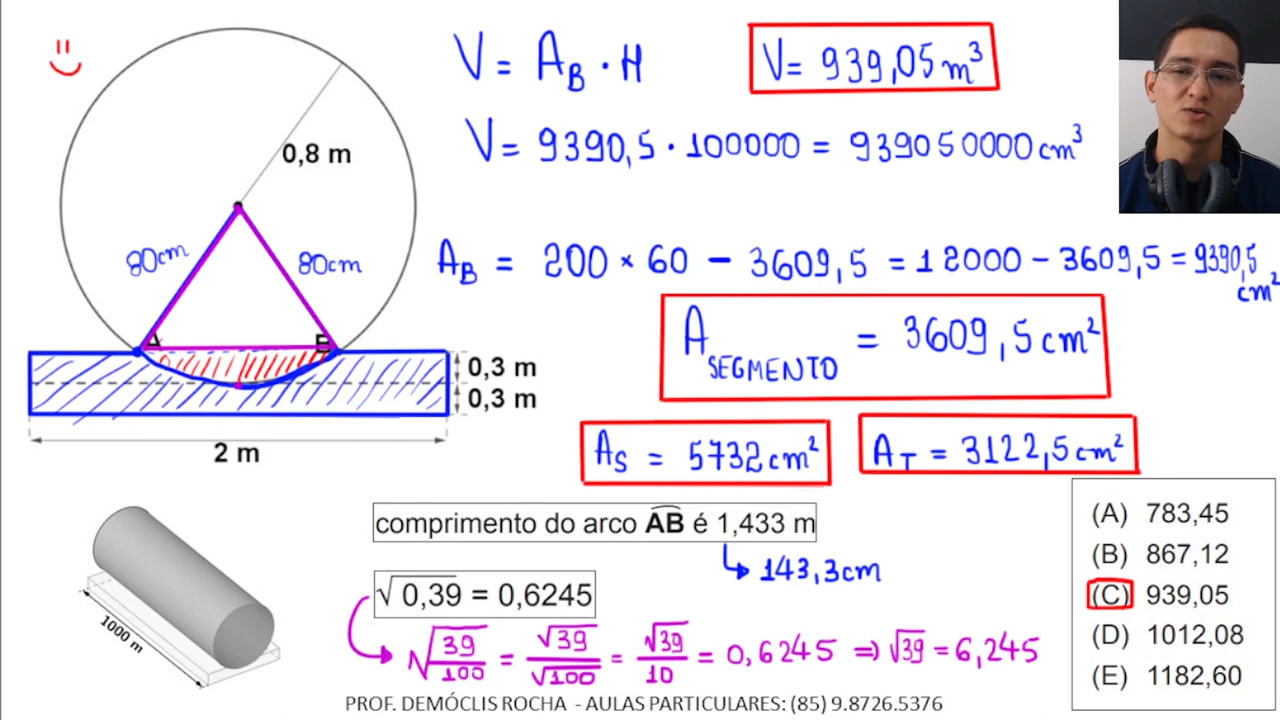 V = A_B · H
V = 939,05 m³
0,8 m
V = 9390,5 · 100000 = 939050000 cm³
80cm
80cm
A_B = 200 × 60 − 3609,5 = 12000 − 3609,5 = 9390,5 cm²
A
B
A SEGMENTO = 3609,5 cm²
0,3 m
0,3 m
2 m
A_S = 5732 cm²
A_T = 3122,5 cm²
comprimento do arco AB é 1,433 m
↳ 143,3cm
√0,39 = 0,6245
√(39/100) = √39/√100 = √39/10 = 0,6245 ⇒ √39 = 6,245
1000 m
(A) 783,45
(B) 867,12
(C) 939,05
(D) 1012,08
(E) 1182,60
PROF. DEMÓCLIS ROCHA - AULAS PARTICULARES: (85) 9.8726.5376